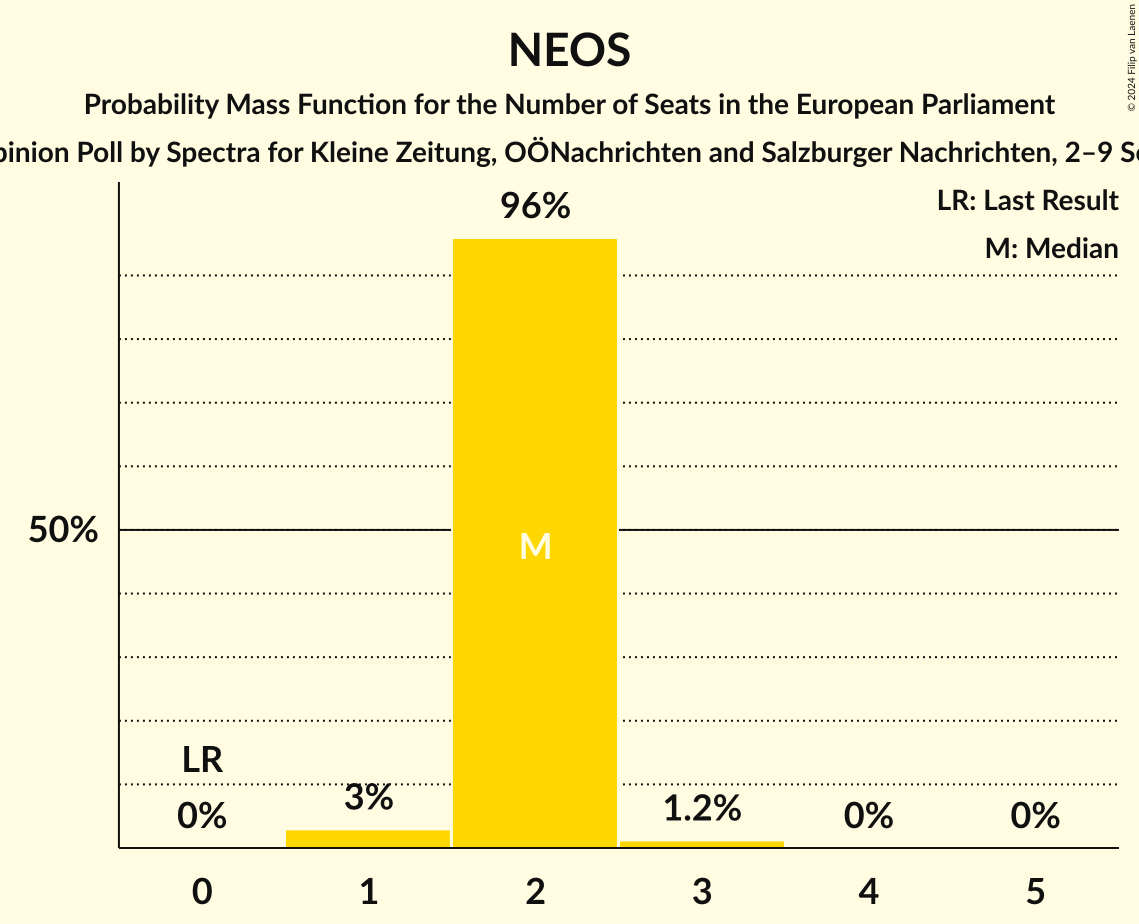 NEOS
Probability Mass Function for the Number of Seats in the European Parliament
Poll by Spectra for Kleine Zeitung, OÖNachrichten and Salzburger Nachrichten, 2–9
© 2024 Filip van Laenen
LR: Last Result
M: Median
96%
50%
M
LR
0%
3%
1.2%
0%
0%
0 1 2 3 4 5